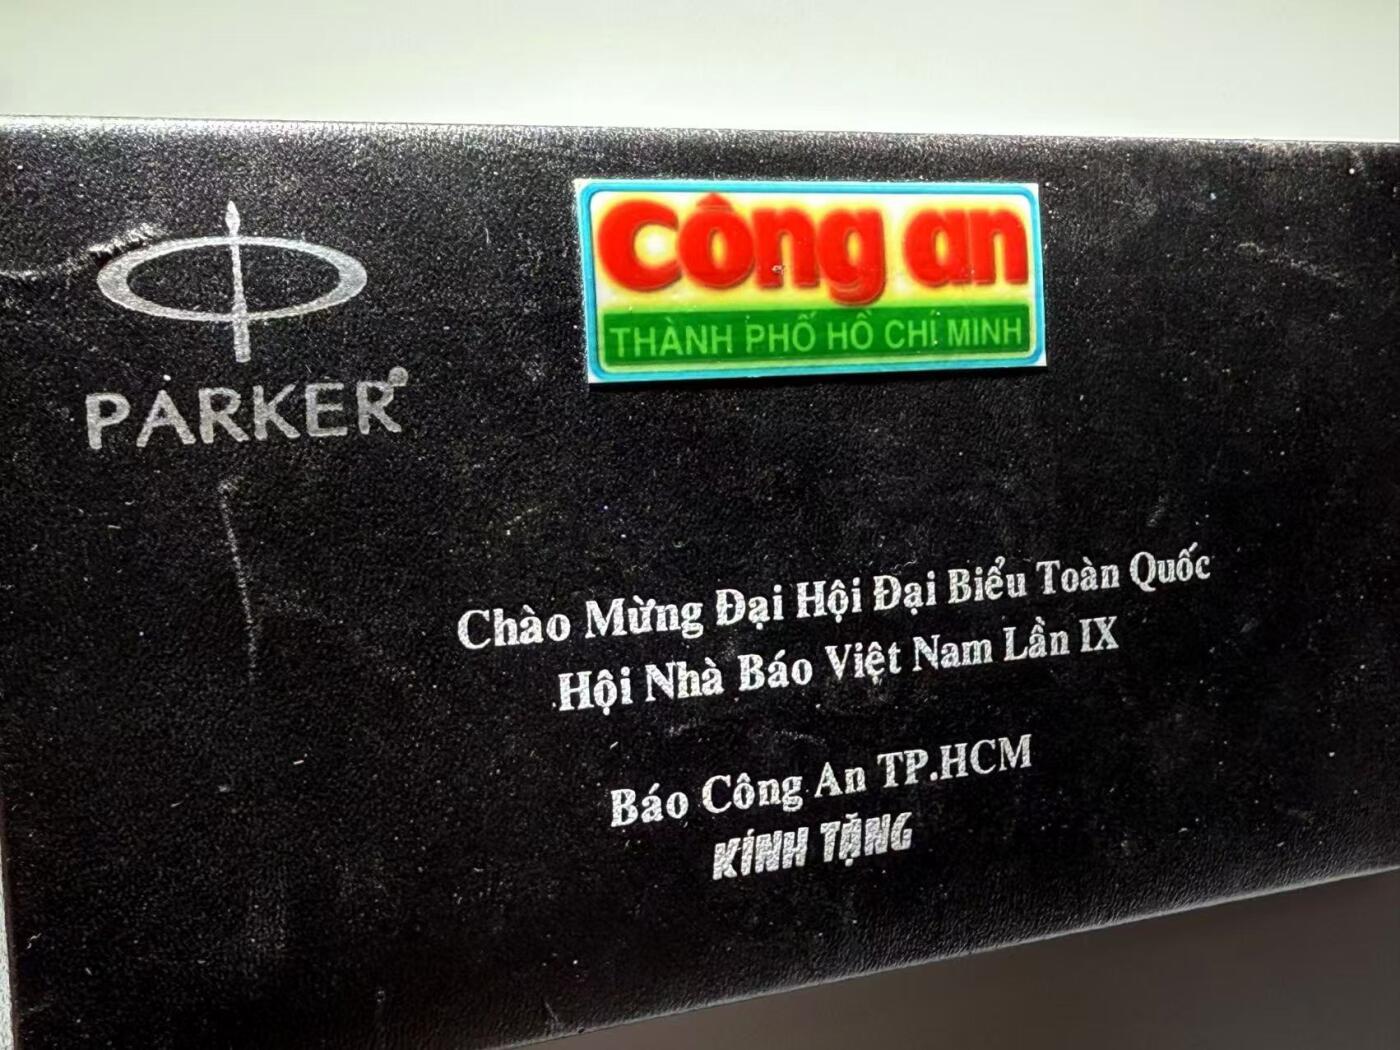 PARKER
công an
THÀNH PHỐ HỒ CHÍ MINH
Chào Mừng Đại Hội Đại Biểu Toàn Quốc
Hội Nhà Báo Việt Nam Lần IX
Báo Công An TP.HCM
KÍNH TẶNG